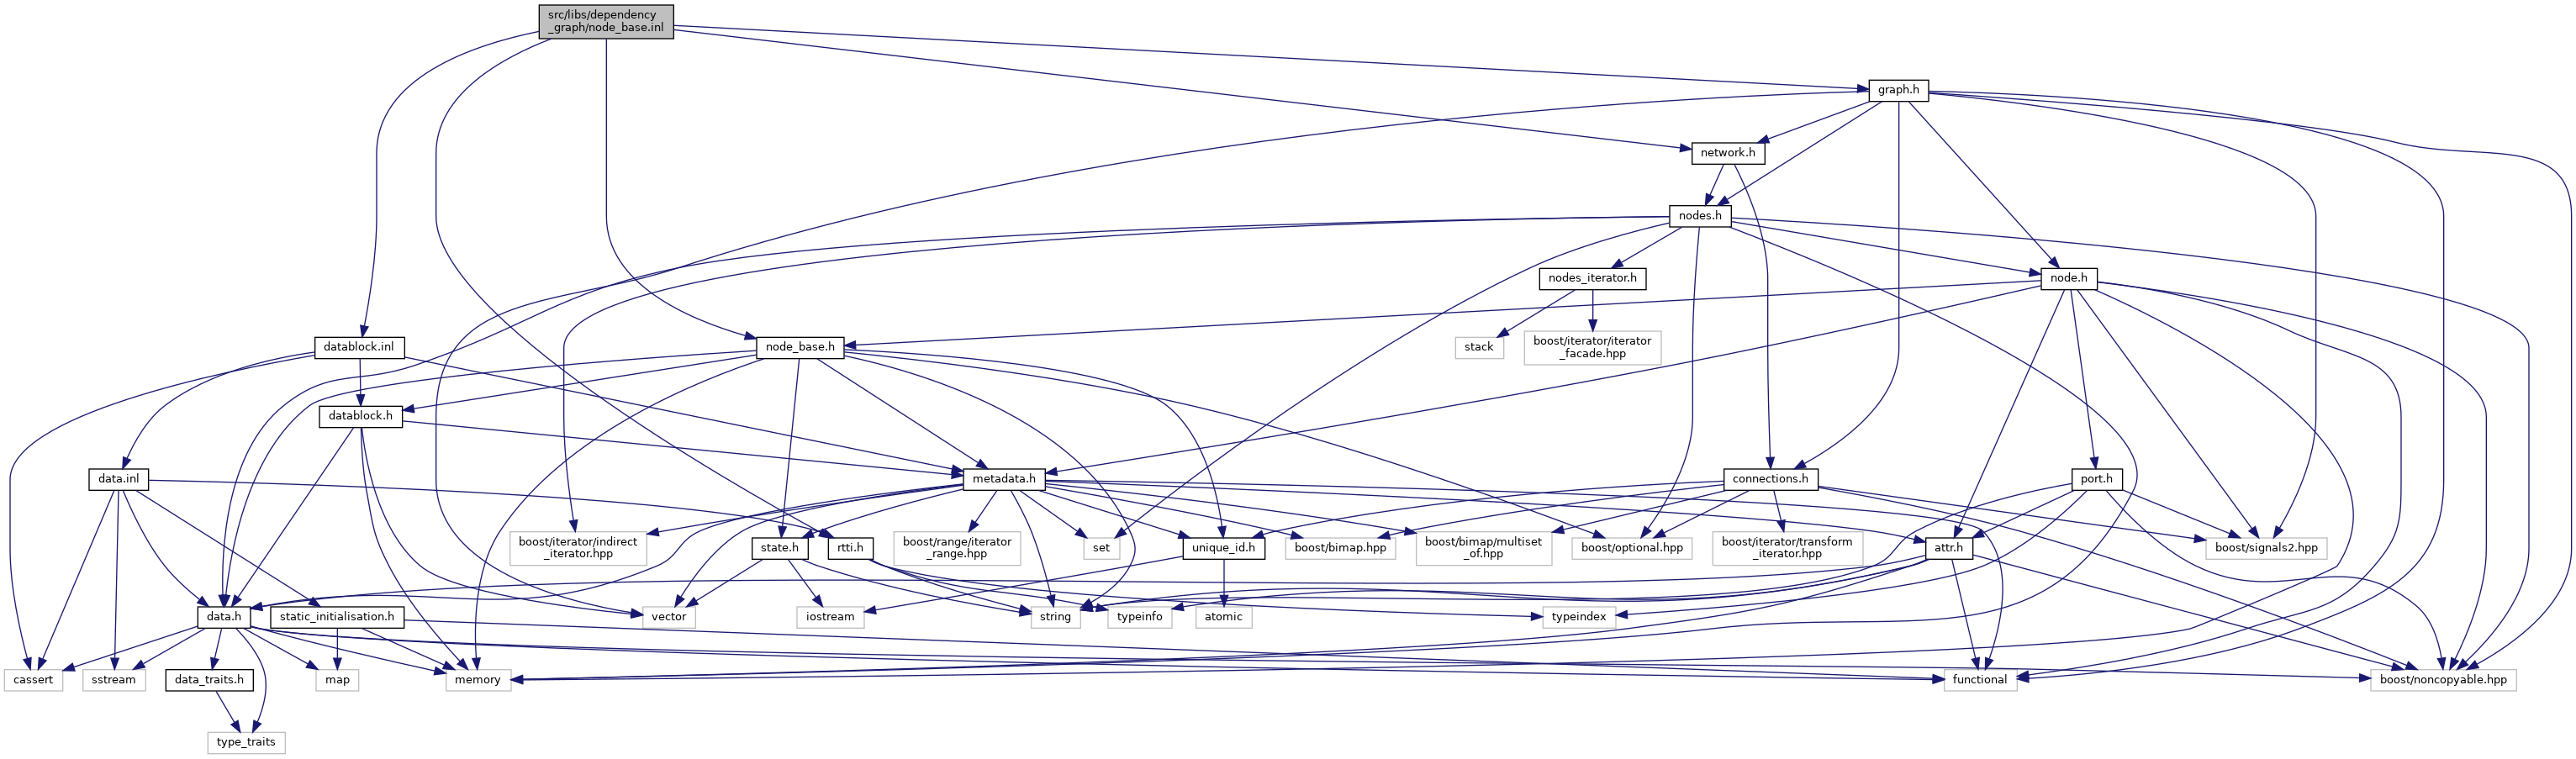 src/libs/dependency
_graph/node_base.inl
graph.h
network.h
nodes.h
nodes_iterator.h
node.h
stack
boost/iterator/iterator
_facade.hpp
datablock.inl
node_base.h
datablock.h
data.inl
metadata.h
connections.h
port.h
boost/iterator/indirect
_iterator.hpp
state.h
rtti.h
boost/range/iterator
_range.hpp
set
unique_id.h
boost/bimap.hpp
boost/bimap/multiset
_of.hpp
boost/optional.hpp
boost/iterator/transform
_iterator.hpp
attr.h
boost/signals2.hpp
data.h
static_initialisation.h
vector
iostream
string
typeinfo
atomic
typeindex
cassert
sstream
data_traits.h
map
memory
functional
boost/noncopyable.hpp
type_traits